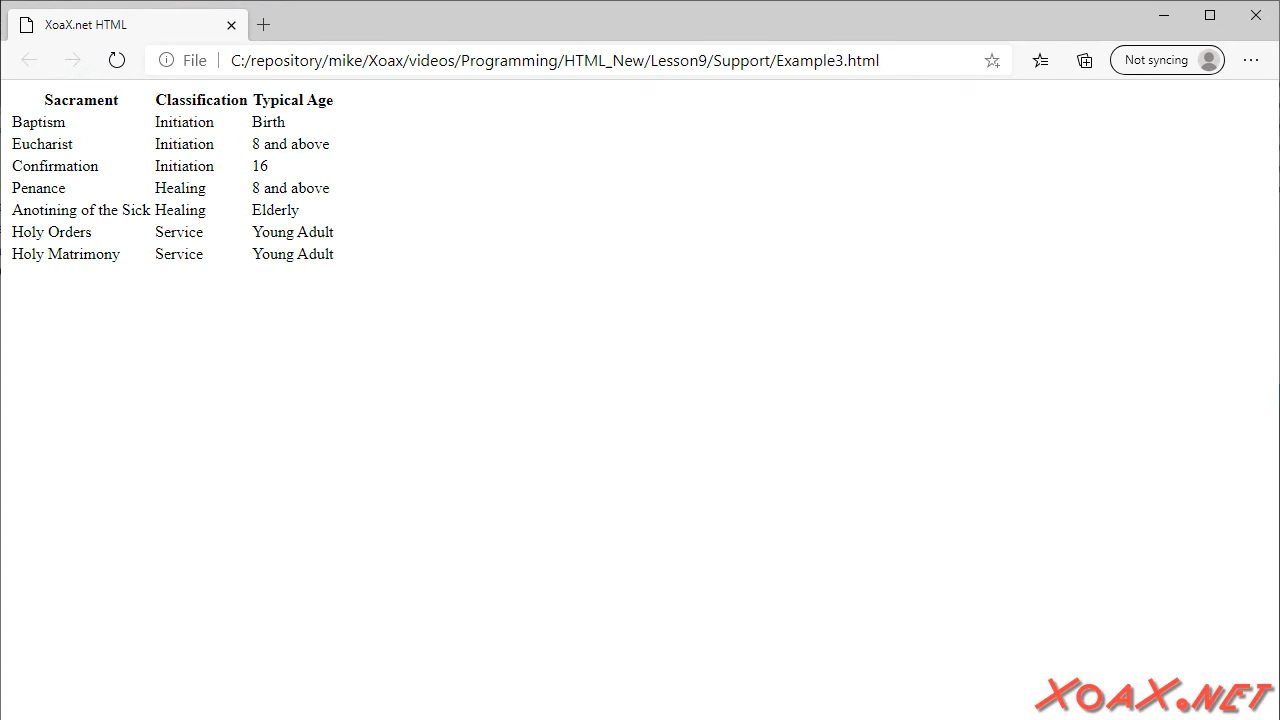 XoaX.net HTML
File C:/repository/mike/Xoax/videos/Programming/HTML_New/Lesson9/Support/Example3.html Not syncing
Sacrament Classification Typical Age
Baptism Initiation Birth
Eucharist Initiation 8 and above
Confirmation Initiation 16
Penance Healing 8 and above
Anotining of the Sick Healing Elderly
Holy Orders Service Young Adult
Holy Matrimony Service Young Adult
XOAX.NET